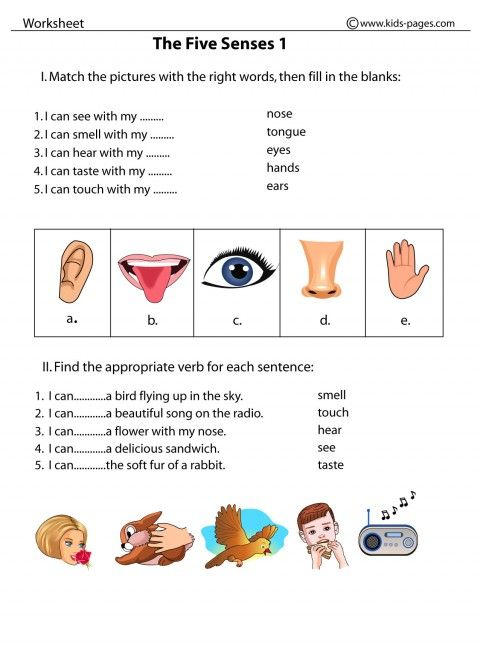 Worksheet
©www.kids-pages.com
The Five Senses 1
I. Match the pictures with the right words, then fill in the blanks:
1. I can see with my .........
nose
2. I can smell with my .........
tongue
3. I can hear with my .........
eyes
4. I can taste with my .........
hands
5. I can touch with my .........
ears
a.
b.
c.
d.
e.
II. Find the appropriate verb for each sentence:
1. I can............a bird flying up in the sky.
smell
2. I can............a beautiful song on the radio.
touch
3. I can............a flower with my nose.
hear
4. I can............a delicious sandwich.
see
5. I can............the soft fur of a rabbit.
taste